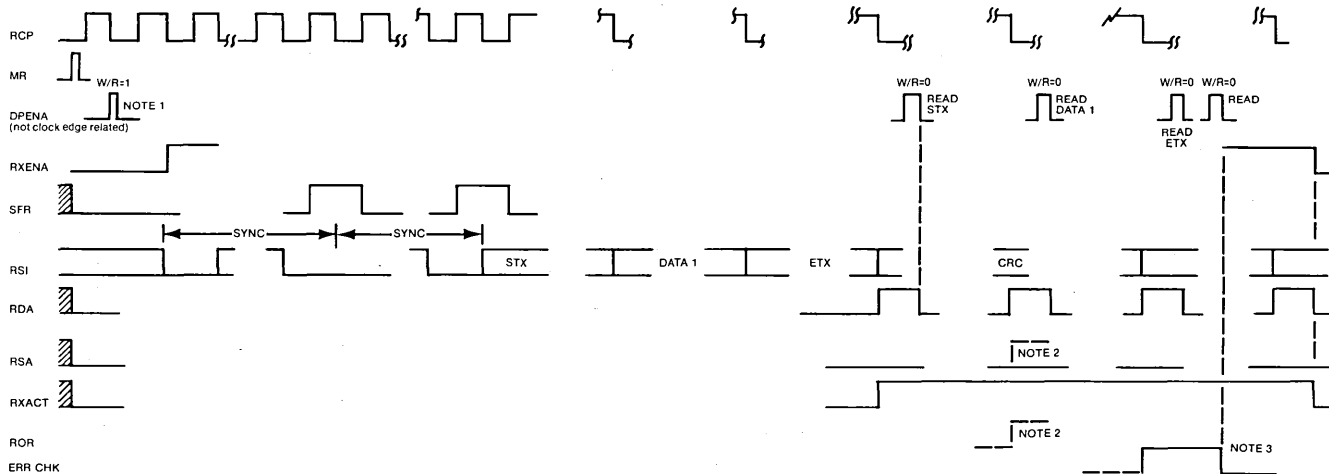 RCP
MR
W/R=1
NOTE 1
DPENA
(not clock edge related)
W/R=0
READ
STX
W/R=0
READ
DATA 1
W/R=0
W/R=0
READ
READ
ETX
RXENA
SFR
SYNC
SYNC
RSI
STX
DATA 1
ETX
CRC
RDA
RSA
NOTE 2
RXACT
ROR
NOTE 2
NOTE 3
ERR CHK